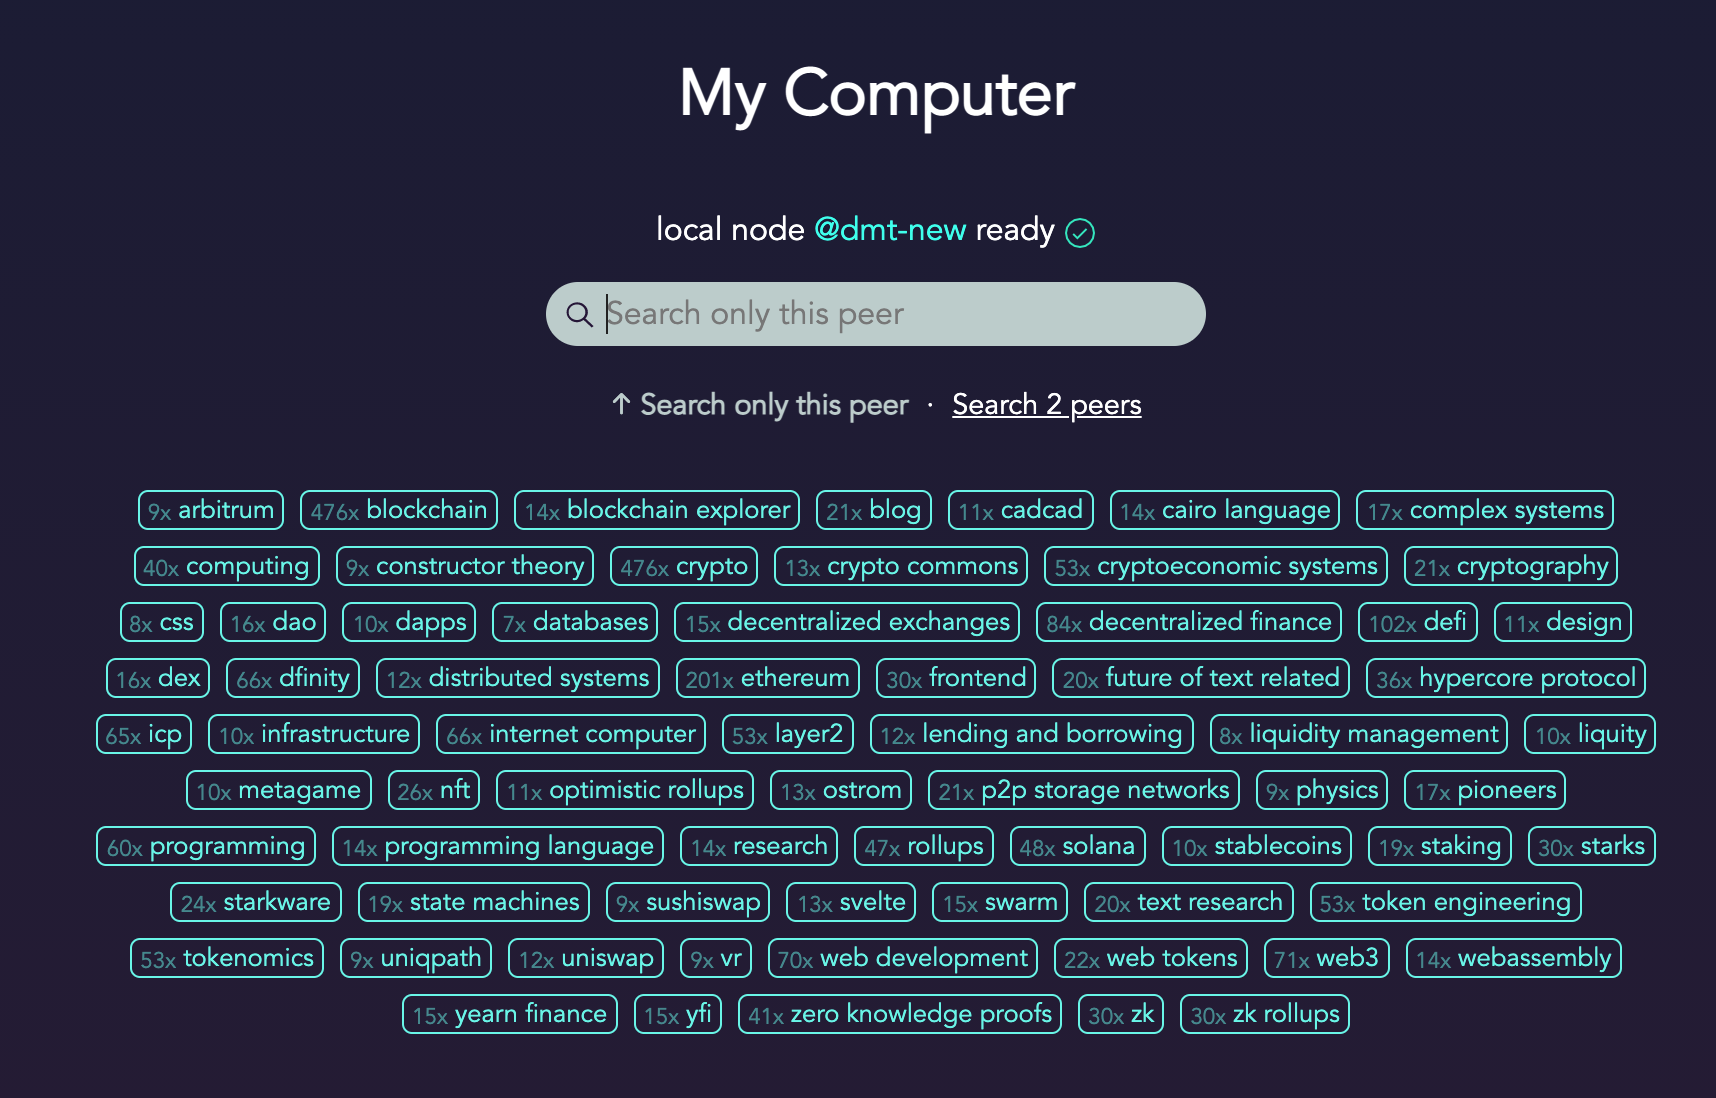 My Computer
local node @dmt-new ready
Search only this peer
↑ Search only this peer · Search 2 peers
9x arbitrum 476x blockchain 14x blockchain explorer 21x blog 11x cadcad 14x cairo language 17x complex systems
40x computing 9x constructor theory 476x crypto 13x crypto commons 53x cryptoeconomic systems 21x cryptography
8x css 16x dao 10x dapps 7x databases 15x decentralized exchanges 84x decentralized finance 102x defi 11x design
16x dex 66x dfinity 12x distributed systems 201x ethereum 30x frontend 20x future of text related 36x hypercore protocol
65x icp 10x infrastructure 66x internet computer 53x layer2 12x lending and borrowing 8x liquidity management 10x liquity
10x metagame 26x nft 11x optimistic rollups 13x ostrom 21x p2p storage networks 9x physics 17x pioneers
60x programming 14x programming language 14x research 47x rollups 48x solana 10x stablecoins 19x staking 30x starks
24x starkware 19x state machines 9x sushiswap 13x svelte 15x swarm 20x text research 53x token engineering
53x tokenomics 9x uniqpath 12x uniswap 9x vr 70x web development 22x web tokens 71x web3 14x webassembly
15x yearn finance 15x yfi 41x zero knowledge proofs 30x zk 30x zk rollups